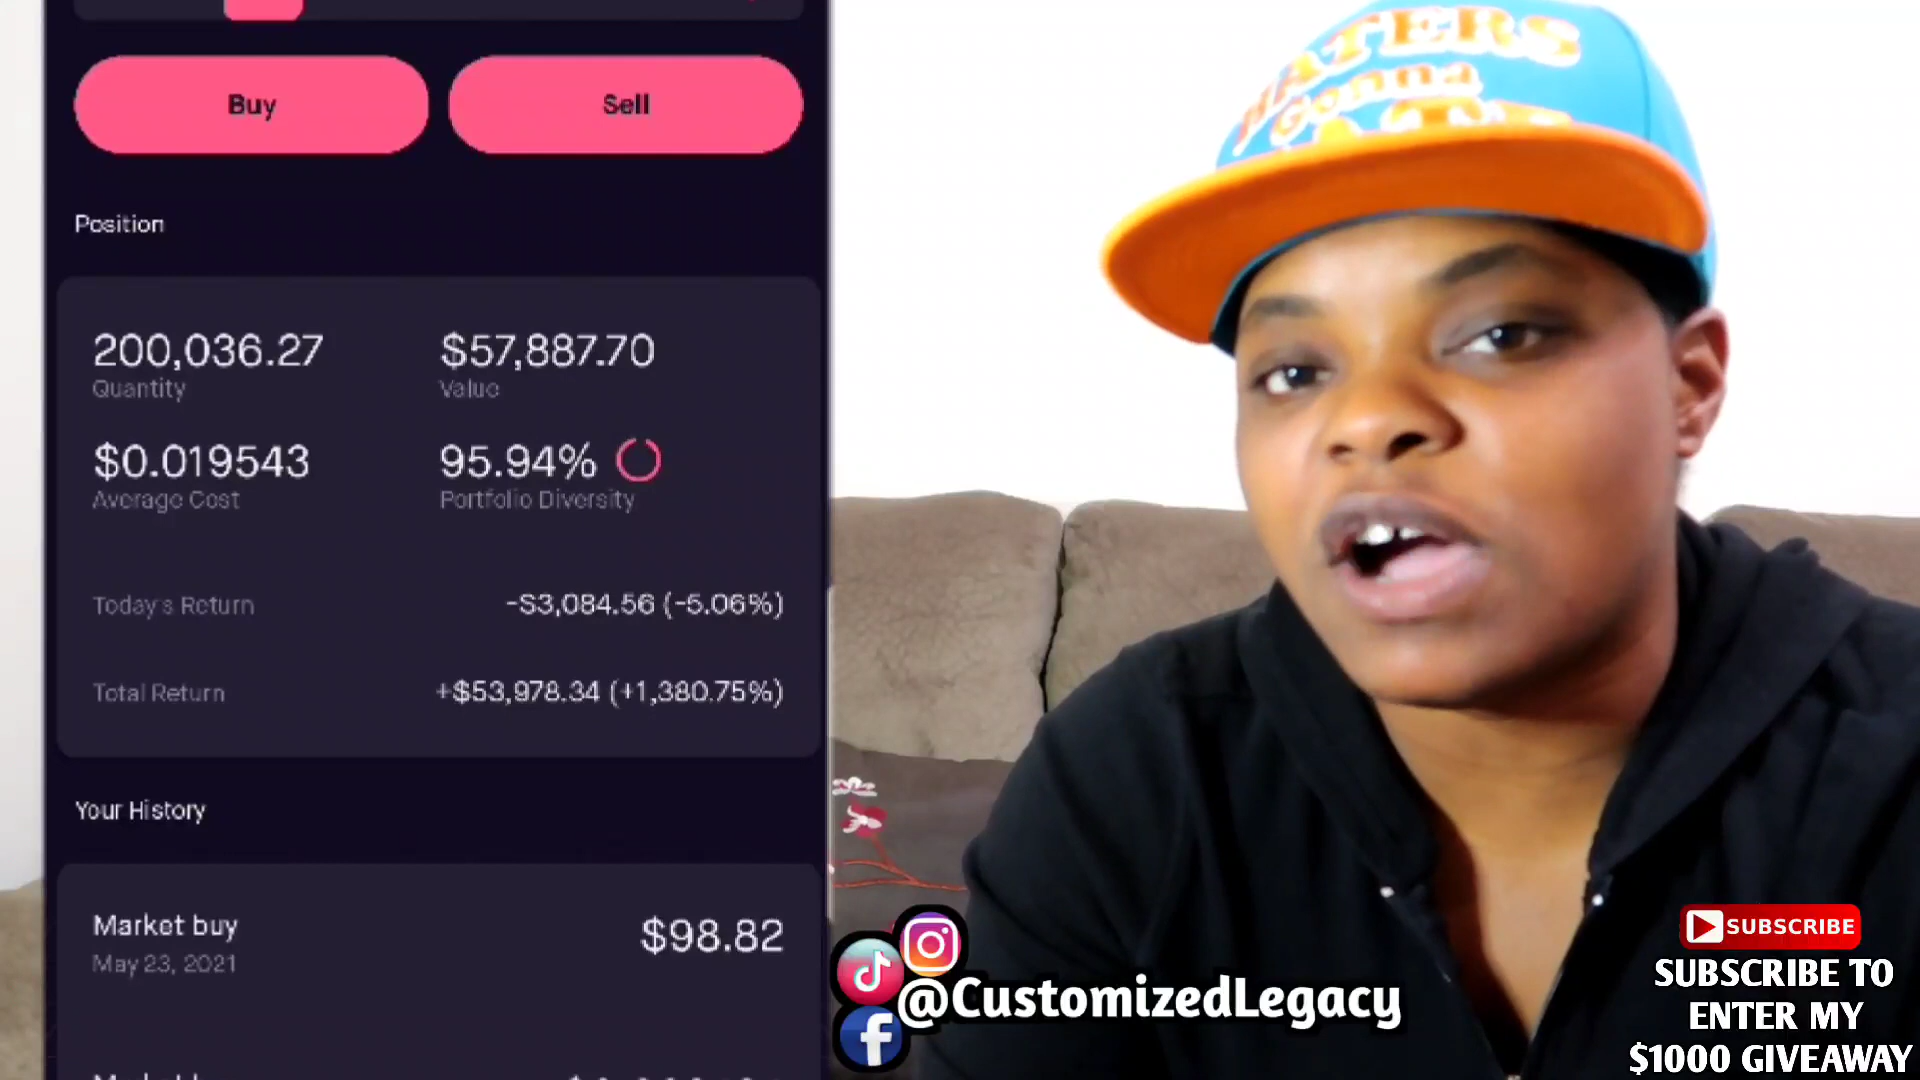 Buy
Sell
Position
200,036.27
Quantity
$57,887.70
Value
$0.019543
Average Cost
95.94%
Portfolio Diversity
Today's Return
-$3,084.56 (-5.06%)
Total Return
+$53,978.34 (+1,380.75%)
Your History
Market buy
May 23, 2021
$98.82
HATERS
Gonna
@CustomizedLegacy
SUBSCRIBE
SUBSCRIBE TO
ENTER MY
$1000 GIVEAWAY